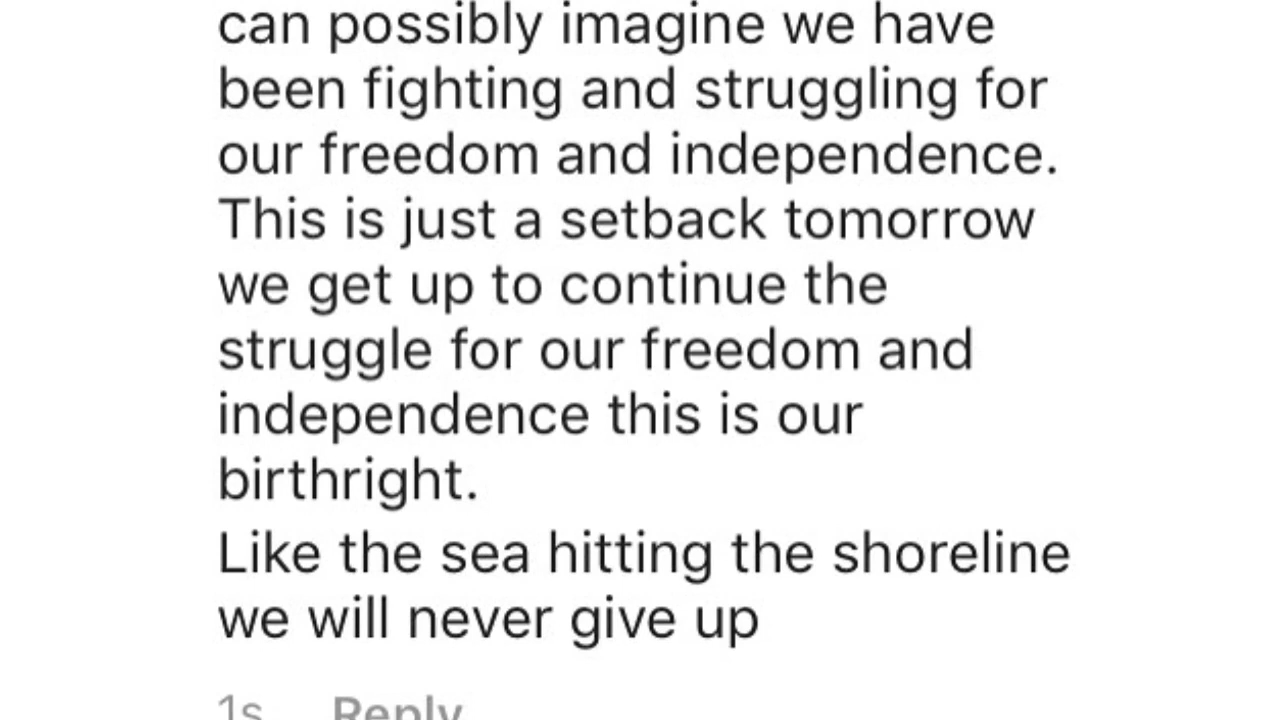 can possibly imagine we have
been fighting and struggling for
our freedom and independence.
This is just a setback tomorrow
we get up to continue the
struggle for our freedom and
independence this is our
birthright.
Like the sea hitting the shoreline
we will never give up
1s Reply